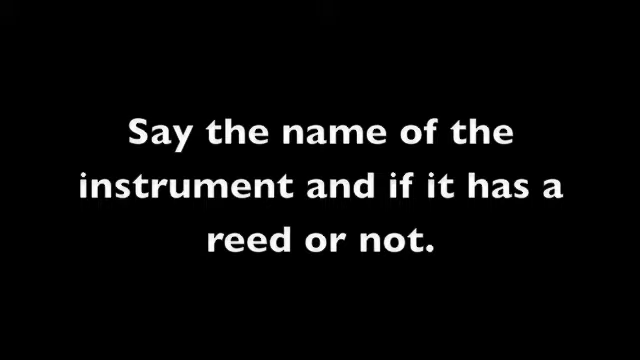 Say the name of the
instrument and if it has a
reed or not.